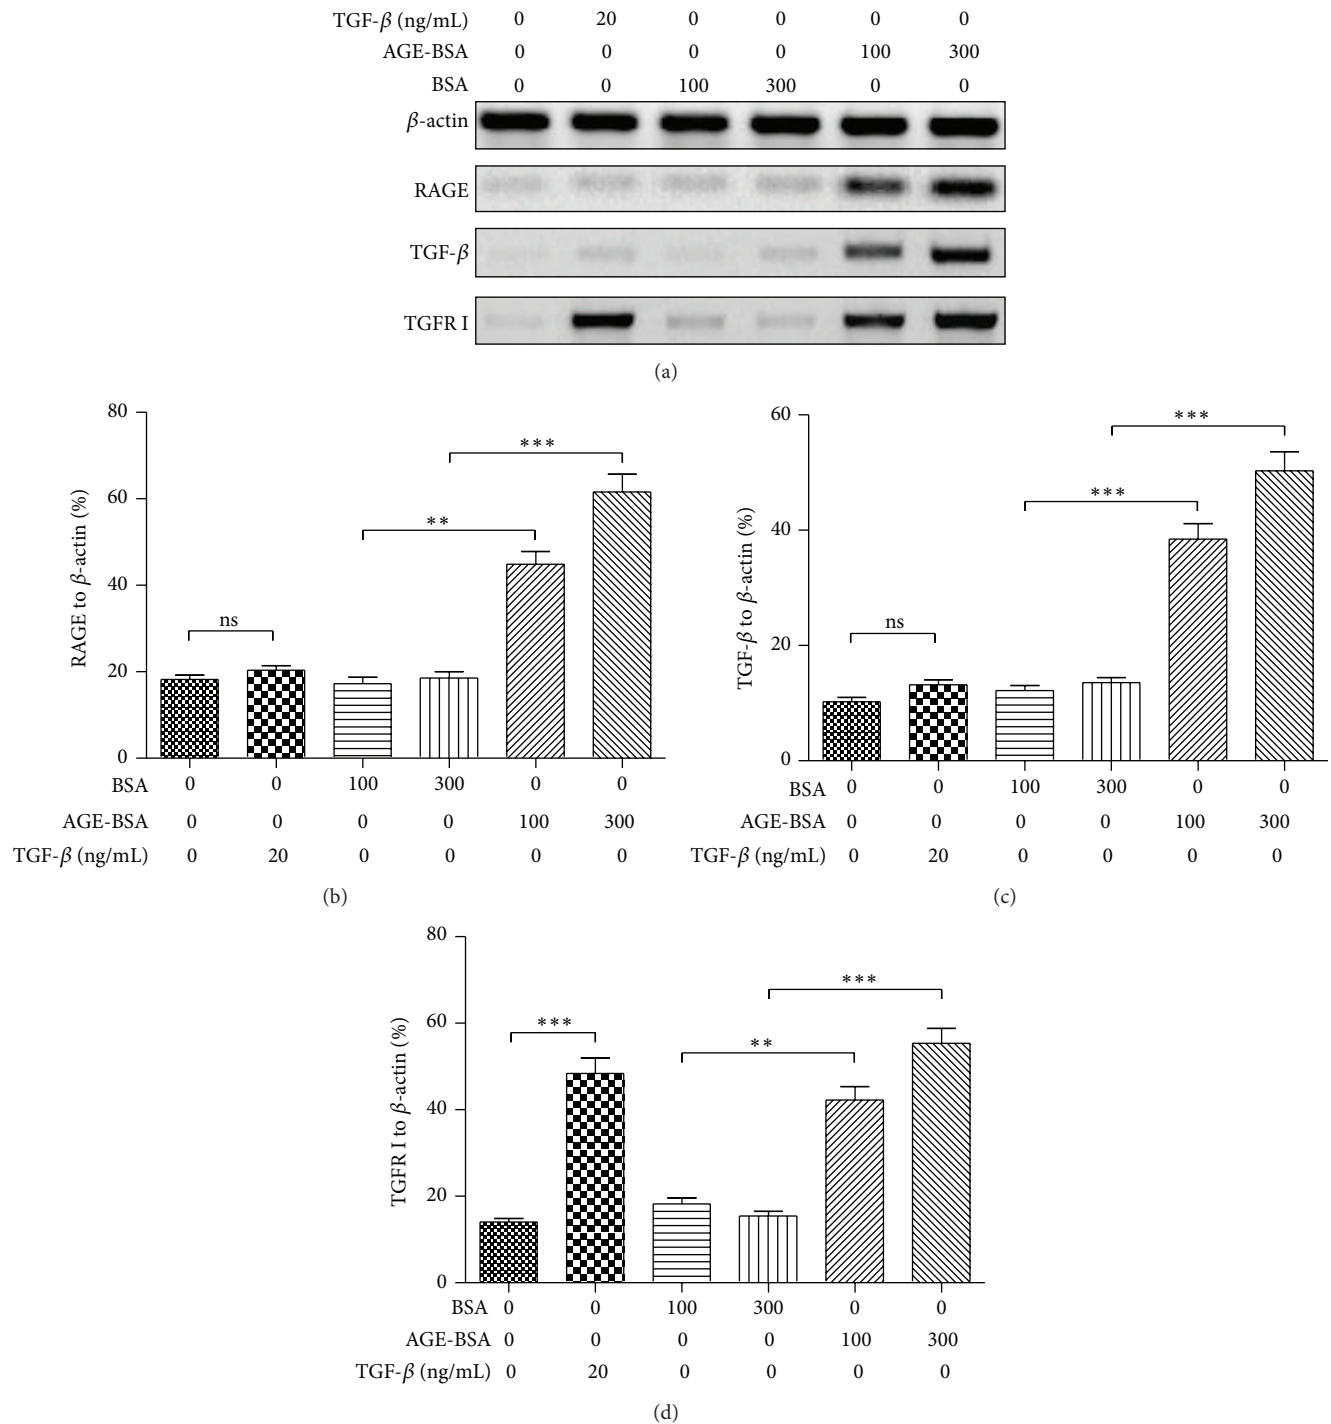 TGF-β (ng/mL) 0 20 0 0 0 0
AGE-BSA 0 0 0 0 100 300
BSA 0 0 100 300 0 0
β-actin
RAGE
TGF-β
TGFR I
(a)
80
60
40
20
0
RAGE to β-actin (%)
ns
**
***
BSA 0 0 100 300 0 0
AGE-BSA 0 0 0 0 100 300
TGF-β (ng/mL) 0 20 0 0 0 0
(b)
60
40
20
0
TGF-β to β-actin (%)
ns
***
***
BSA 0 0 100 300 0 0
AGE-BSA 0 0 0 0 100 300
TGF-β (ng/mL) 0 20 0 0 0 0
(c)
80
60
40
20
0
TGFR I to β-actin (%)
***
**
***
BSA 0 0 100 300 0 0
AGE-BSA 0 0 0 0 100 300
TGF-β (ng/mL) 0 20 0 0 0 0
(d)